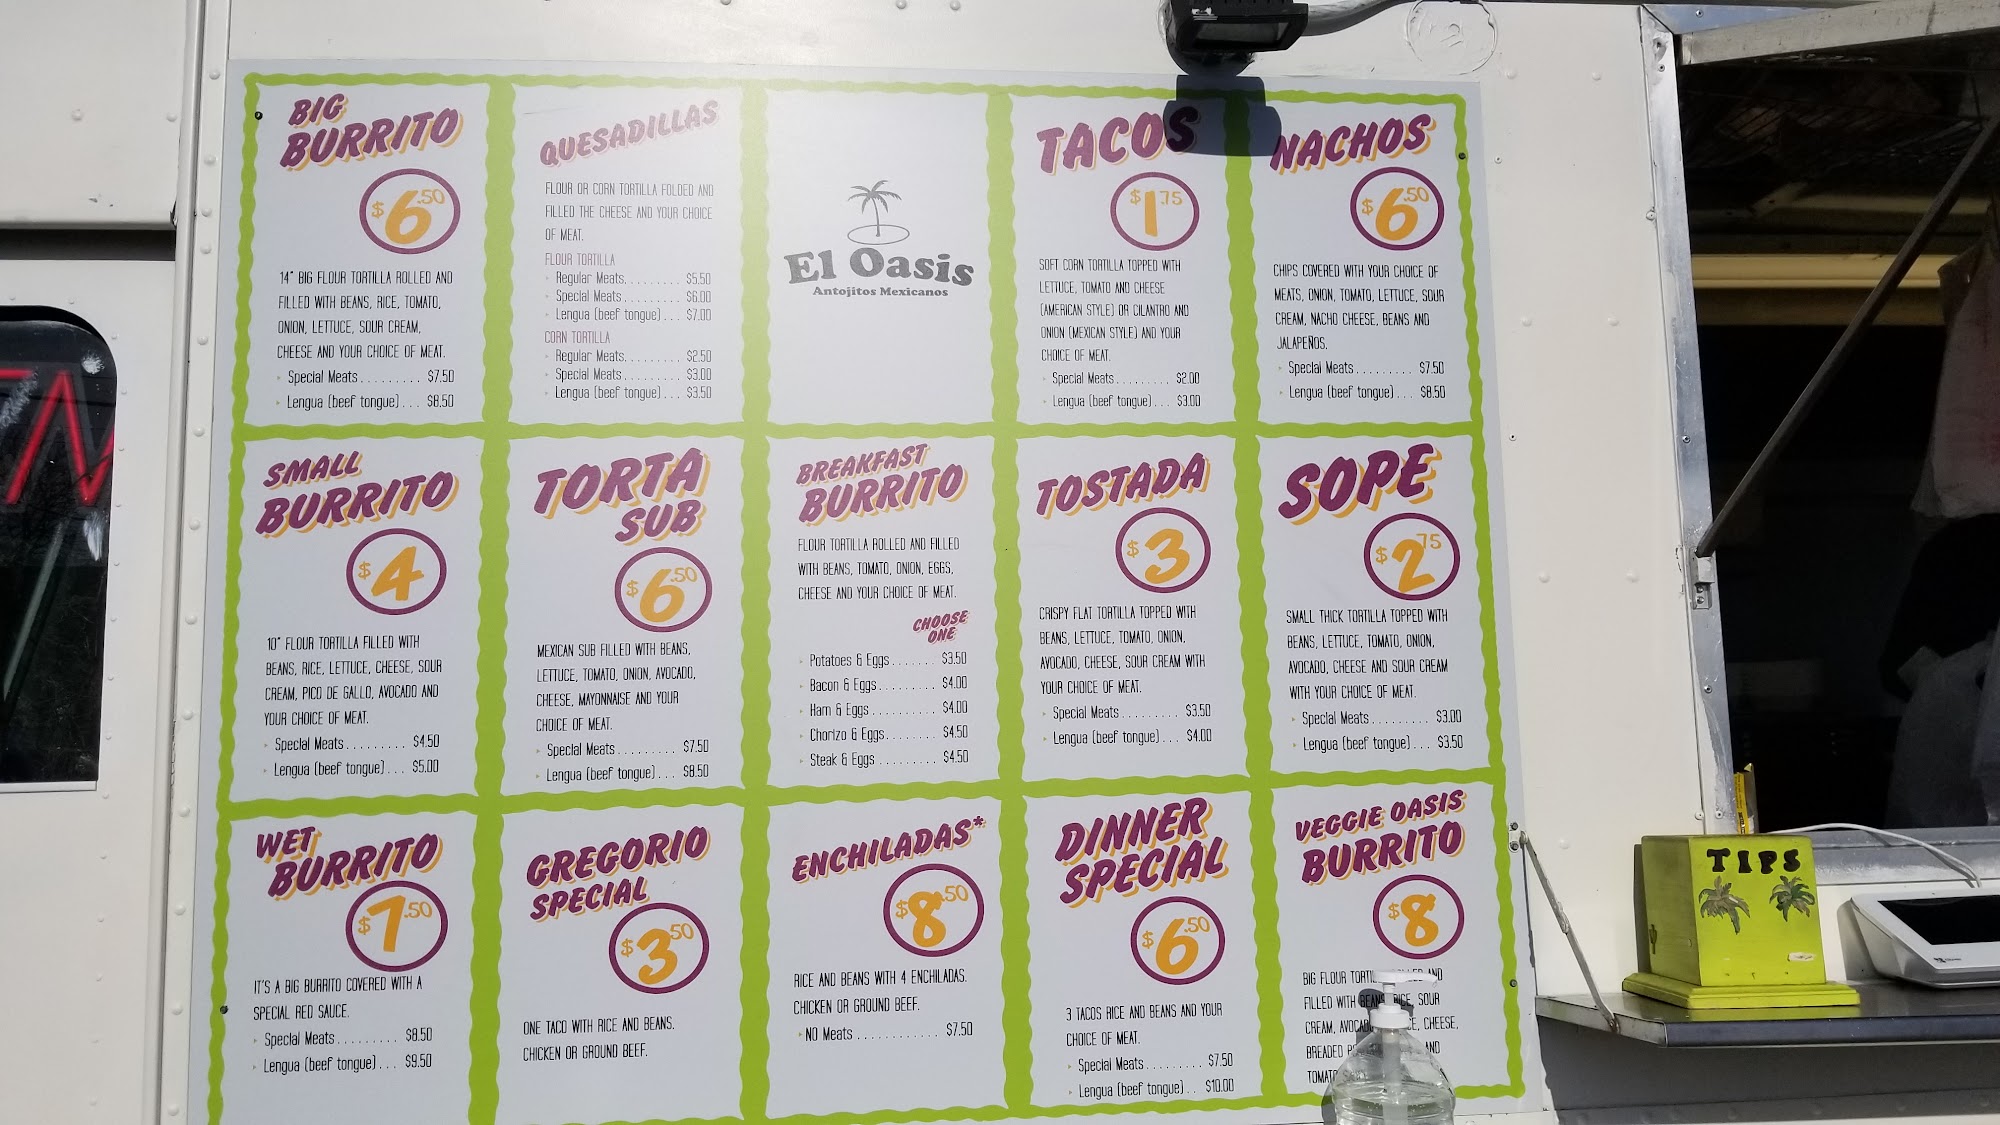 BIG
BURRITO
$6.50
14" BIG FLOUR TORTILLA ROLLED AND
FILLED WITH BEANS, RICE, TOMATO,
ONION, LETTUCE, SOUR CREAM,
CHEESE AND YOUR CHOICE OF MEAT.
Special Meats......... $7.50
Lengua (beef tongue)... $8.50
QUESADILLAS
FLOUR OR CORN TORTILLA FOLDED AND
FILLED THE CHEESE AND YOUR CHOICE
OF MEAT.
FLOUR TORTILLA
Regular Meats......... $5.50
Special Meats......... $6.00
Lengua (beef tongue)... $7.00
CORN TORTILLA
Regular Meats......... $2.50
Special Meats......... $3.00
Lengua (beef tongue)... $3.50
El Oasis
Antojitos Mexicanos
TACOS
$1.75
SOFT CORN TORTILLA TOPPED WITH
LETTUCE, TOMATO AND CHEESE
(AMERICAN STYLE) OR CILANTRO AND
ONION (MEXICAN STYLE) AND YOUR
CHOICE OF MEAT.
Special Meats......... $2.00
Lengua (beef tongue)... $3.00
NACHOS
$6.50
CHIPS COVERED WITH YOUR CHOICE OF
MEATS, ONION, TOMATO, LETTUCE, SOUR
CREAM, NACHO CHEESE, BEANS AND
JALAPEÑOS.
Special Meats......... $7.50
Lengua (beef tongue)... $8.50
SMALL
BURRITO
$4
10" FLOUR TORTILLA FILLED WITH
BEANS, RICE, LETTUCE, CHEESE, SOUR
CREAM, PICO DE GALLO, AVOCADO AND
YOUR CHOICE OF MEAT.
Special Meats......... $4.50
Lengua (beef tongue)... $5.00
TORTA
SUB
$6.50
MEXICAN SUB FILLED WITH BEANS,
LETTUCE, TOMATO, ONION, AVOCADO,
CHEESE, MAYONNAISE AND YOUR
CHOICE OF MEAT.
Special Meats......... $7.50
Lengua (beef tongue)... $8.50
BREAKFAST
BURRITO
FLOUR TORTILLA ROLLED AND FILLED
WITH BEANS, TOMATO, ONION, EGGS,
CHEESE AND YOUR CHOICE OF MEAT.
CHOOSE
ONE
Potatoes & Eggs....... $3.50
Bacon & Eggs......... $4.00
Ham & Eggs.......... $4.00
Chorizo & Eggs........ $4.50
Steak & Eggs.......... $4.50
TOSTADA
$3
CRISPY FLAT TORTILLA TOPPED WITH
BEANS, LETTUCE, TOMATO, ONION,
AVOCADO, CHEESE, SOUR CREAM WITH
YOUR CHOICE OF MEAT.
Special Meats......... $3.50
Lengua (beef tongue)... $4.00
SOPE
$2.75
SMALL THICK TORTILLA TOPPED WITH
BEANS, LETTUCE, TOMATO, ONION,
AVOCADO, CHEESE AND SOUR CREAM
WITH YOUR CHOICE OF MEAT.
Special Meats......... $3.00
Lengua (beef tongue)... $3.50
WET
BURRITO
$7.50
IT'S A BIG BURRITO COVERED WITH A
SPECIAL RED SAUCE.
Special Meats......... $8.50
Lengua (beef tongue)... $9.50
GREGORIO
SPECIAL
$3.50
ONE TACO WITH RICE AND BEANS.
CHICKEN OR GROUND BEEF.
ENCHILADAS*
$8.50
RICE AND BEANS WITH 4 ENCHILADAS.
CHICKEN OR GROUND BEEF.
NO Meats............ $7.50
DINNER
SPECIAL
$6.50
3 TACOS RICE AND BEANS AND YOUR
CHOICE OF MEAT.
Special Meats......... $7.50
Lengua (beef tongue).. $10.00
VEGGIE OASIS
BURRITO
$8
BIG FLOUR AND
FILLED WITH BEANS, RICE, SOUR
CREAM, CHEESE,
BREADED AND
TIPS